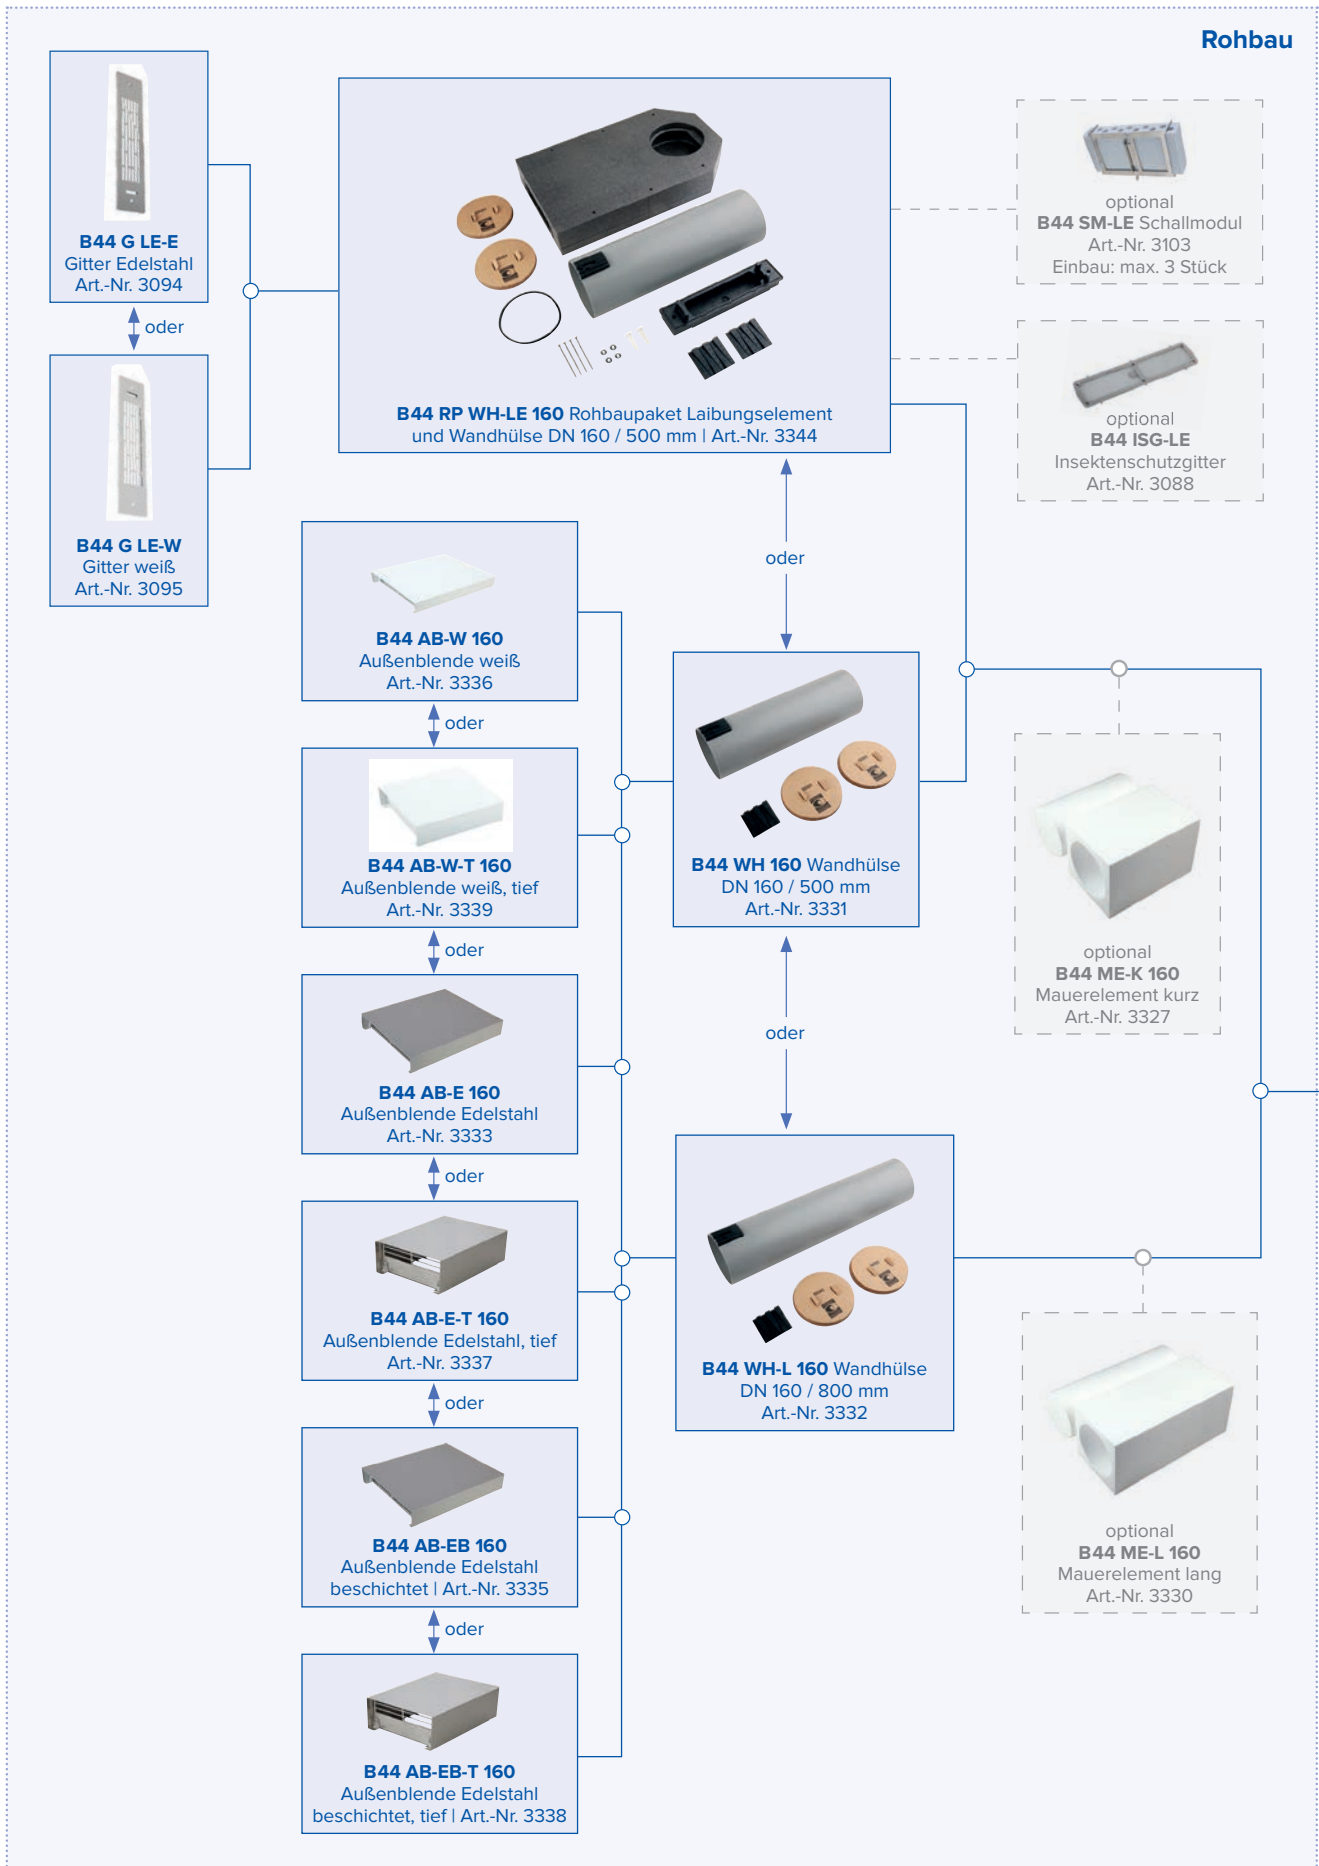 Rohbau
B44 G LE-E
Gitter Edelstahl
Art.-Nr. 3094
oder
B44 G LE-W
Gitter weiß
Art.-Nr. 3095
B44 RP WH-LE 160 Rohbaupaket Laibungselement
und Wandhülse DN 160 / 500 mm | Art.-Nr. 3344
optional
B44 SM-LE Schallmodul
Art.-Nr. 3103
Einbau: max. 3 Stück
optional
B44 ISG-LE
Insektenschutzgitter
Art.-Nr. 3088
oder
B44 AB-W 160
Außenblende weiß
Art.-Nr. 3336
oder
B44 AB-W-T 160
Außenblende weiß, tief
Art.-Nr. 3339
oder
B44 AB-E 160
Außenblende Edelstahl
Art.-Nr. 3333
oder
B44 AB-E-T 160
Außenblende Edelstahl, tief
Art.-Nr. 3337
oder
B44 AB-EB 160
Außenblende Edelstahl
beschichtet | Art.-Nr. 3335
oder
B44 AB-EB-T 160
Außenblende Edelstahl
beschichtet, tief | Art.-Nr. 3338
B44 WH 160 Wandhülse
DN 160 / 500 mm
Art.-Nr. 3331
oder
B44 WH-L 160 Wandhülse
DN 160 / 800 mm
Art.-Nr. 3332
optional
B44 ME-K 160
Mauerelement kurz
Art.-Nr. 3327
optional
B44 ME-L 160
Mauerelement lang
Art.-Nr. 3330